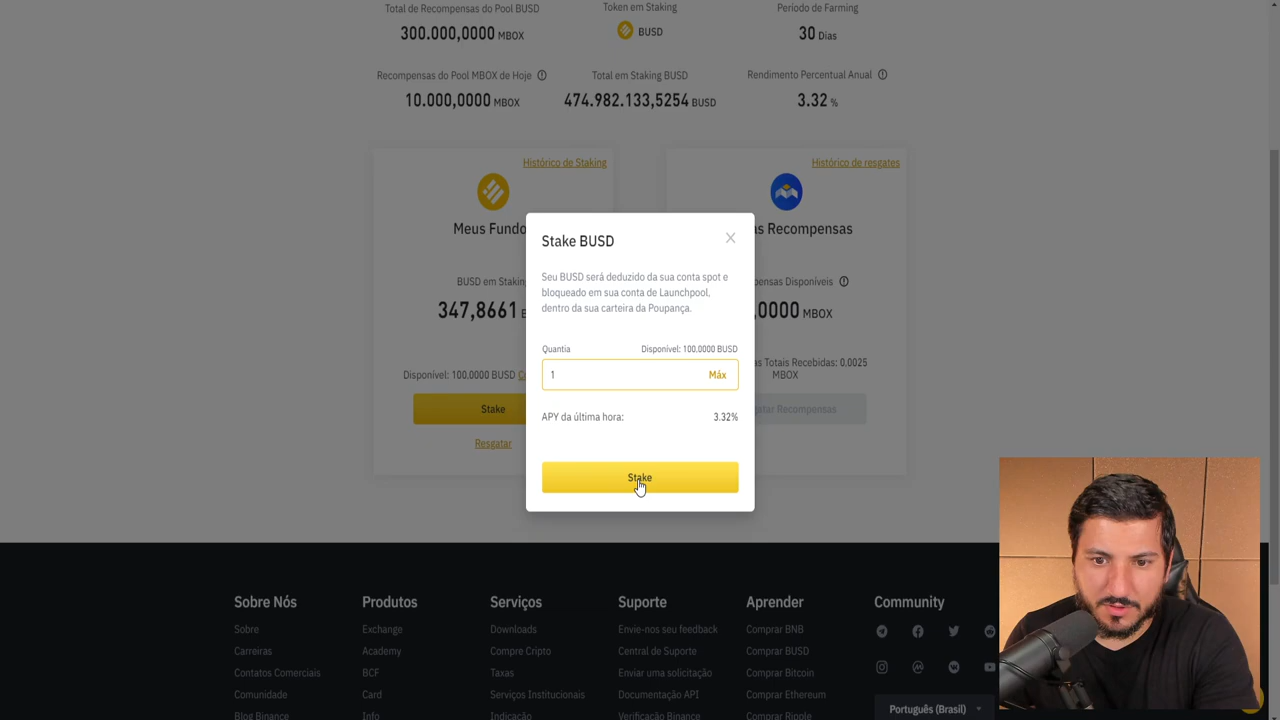 Total de Recompensas do Pool BUSD
Token em Staking
Período de Farming
300.000,0000 MBOX
BUSD
30 Dias
Recompensas do Pool MBOX de Hoje
Total em Staking BUSD
Rendimento Percentual Anual
10.000,0000 MBOX
474.982.133,5254 BUSD
3.32 %
Histórico de Staking
Histórico de resgates
Meus Fundo
as Recompensas
BUSD em Staking
ensas Disponíveis
347,8661
0000 MBOX
Disponível: 100,0000 BUSD
s Totais Recebidas: 0.0025
MBOX
Stake
gatar Recompensas
Resgatar
Stake BUSD
Seu BUSD será deduzido da sua conta spot e
bloqueado em sua conta de Launchpool,
dentro da sua carteira da Poupança.
Quantia
Disponível: 100,0000 BUSD
1
Máx
APY da última hora:
3.32%
Stake
Sobre Nós
Produtos
Serviços
Suporte
Aprender
Community
Sobre
Exchange
Downloads
Envie-nos seu feedback
Comprar BNB
Carreiras
Academy
Compre Cripto
Central de Suporte
Comprar BUSD
Contatos Comerciais
BCF
Taxas
Enviar uma solicitação
Comprar Bitcoin
Comunidade
Card
Serviços Institucionais
Documentação API
Comprar Ethereum
Blog Binance
Info
Indicação
Verificação Binance
Comprar Ripple
Português (Brasil)